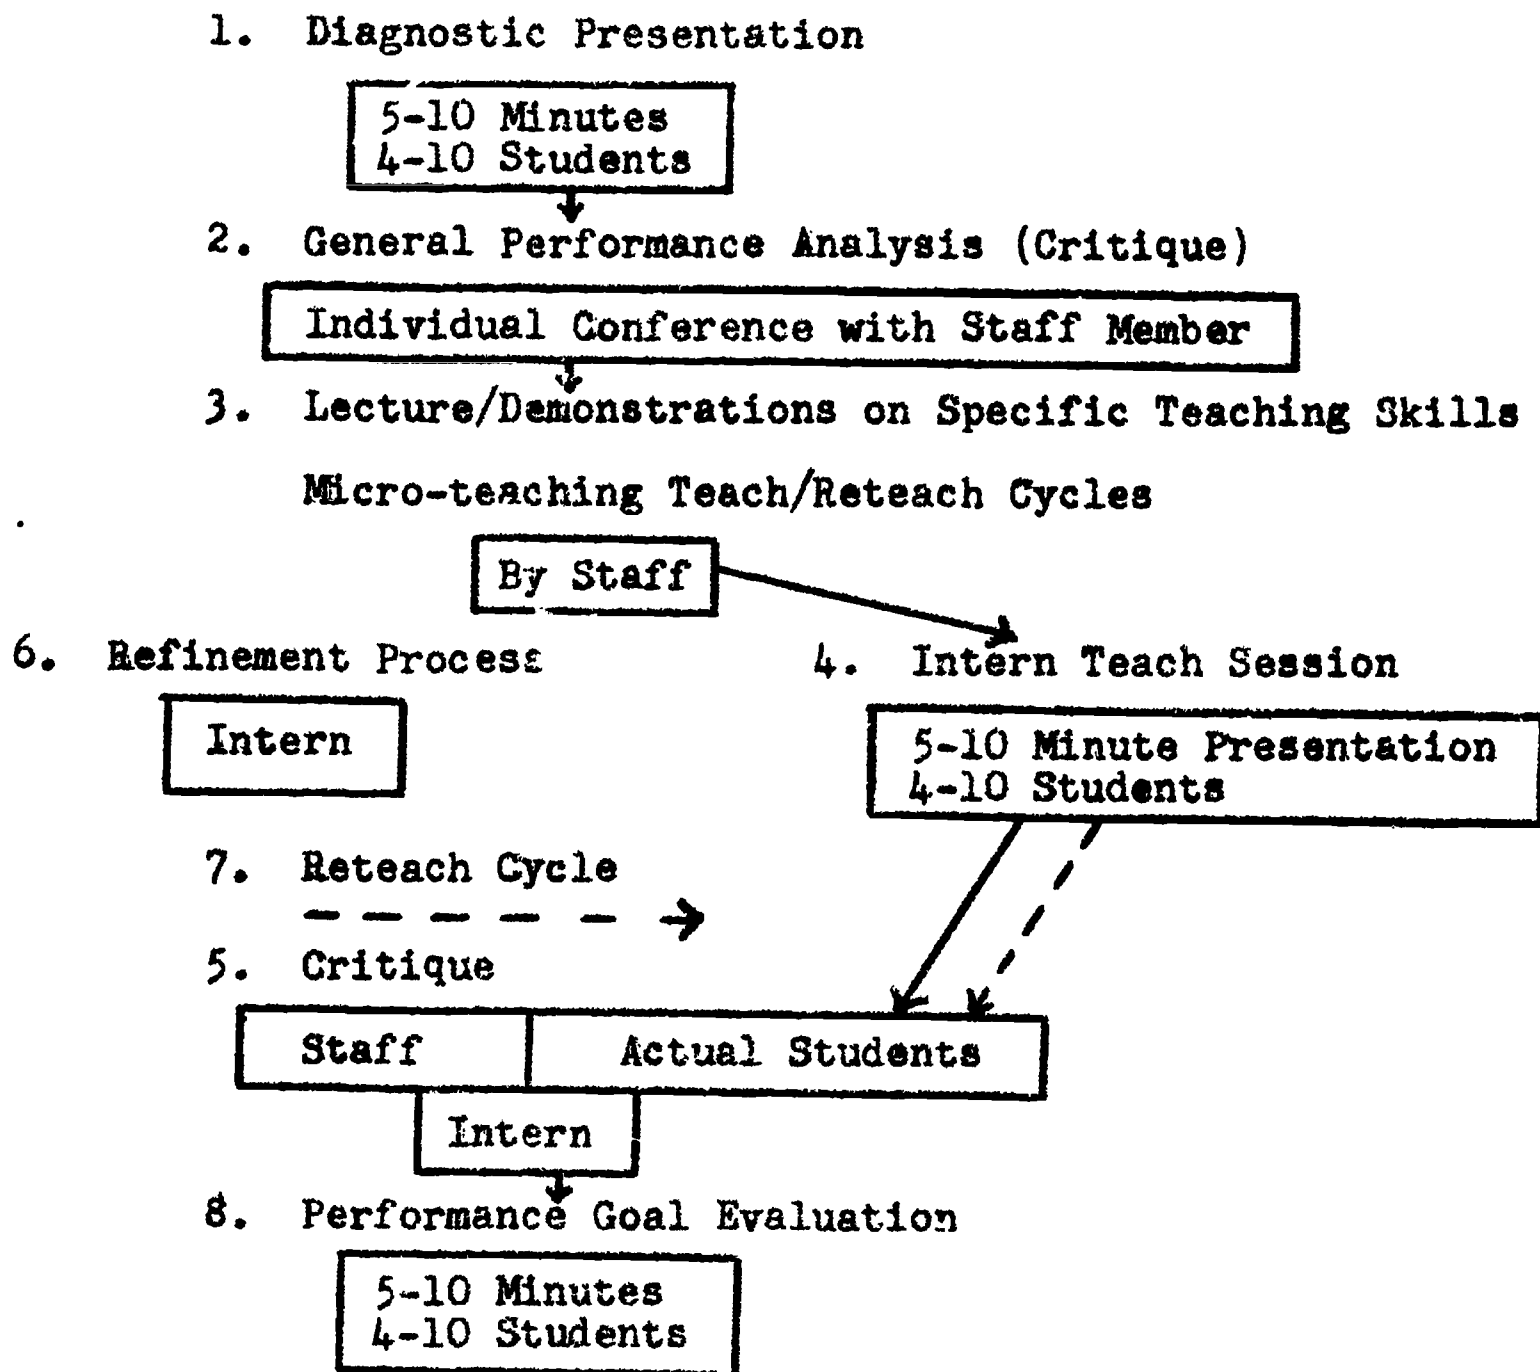 1. Diagnostic Presentation
5-10 Minutes
4-10 Students
2. General Performance Analysis (Critique)
Individual Conference with Staff Member
3. Lecture/Demonstrations on Specific Teaching Skills
Micro-teaching Teach/Reteach Cycles
By Staff
6. Refinement Process
Intern
4. Intern Teach Session
5-10 Minute Presentation
4-10 Students
7. Reteach Cycle
5. Critique
Staff
Actual Students
Intern
8. Performance Goal Evaluation
5-10 Minutes
4-10 Students